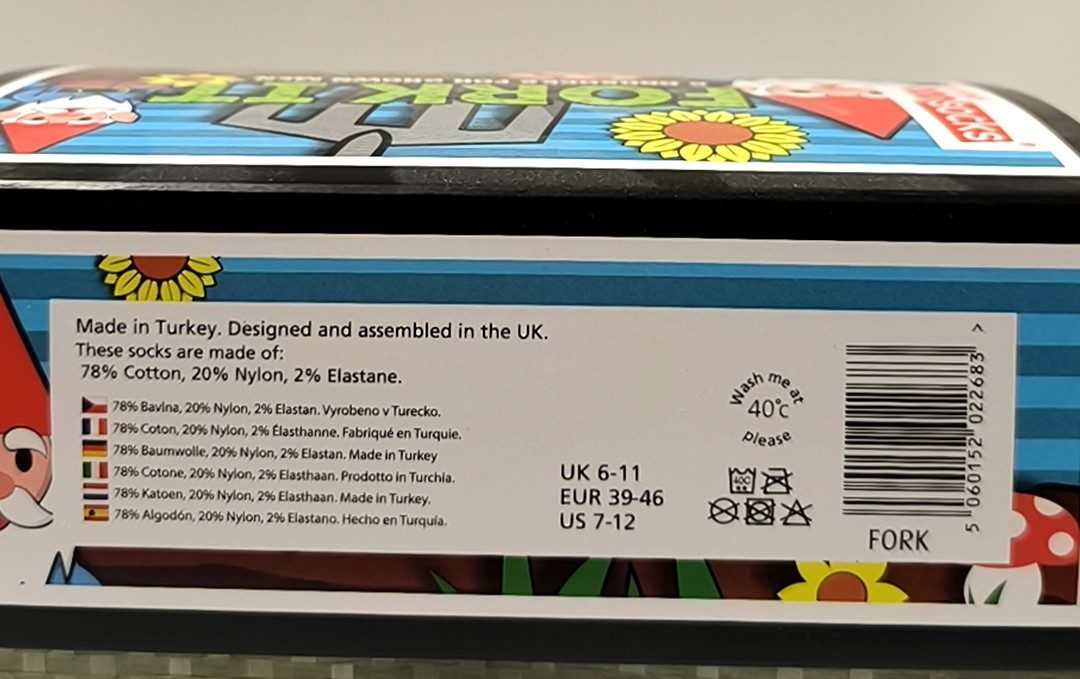 FORK IT
SOCKS
Made in Turkey. Designed and assembled in the UK.
These socks are made of:
78% Cotton, 20% Nylon, 2% Elastane.
78% Bavlna, 20% Nylon, 2% Elastan. Vyrobeno v Turecko.
78% Coton, 20% Nylon, 2% Élasthanne. Fabriqué en Turquie.
78% Baumwolle, 20% Nylon, 2% Elastan. Made in Turkey
78% Cotone, 20% Nylon, 2% Elasthaan. Prodotto in Turchia.
78% Katoen, 20% Nylon, 2% Elasthaan. Made in Turkey.
78% Algodón, 20% Nylon, 2% Elastano. Hecho en Turquía.
UK 6-11
EUR 39-46
US 7-12
Wash me at
40°c
please
40C
5 060152 022683 >
FORK